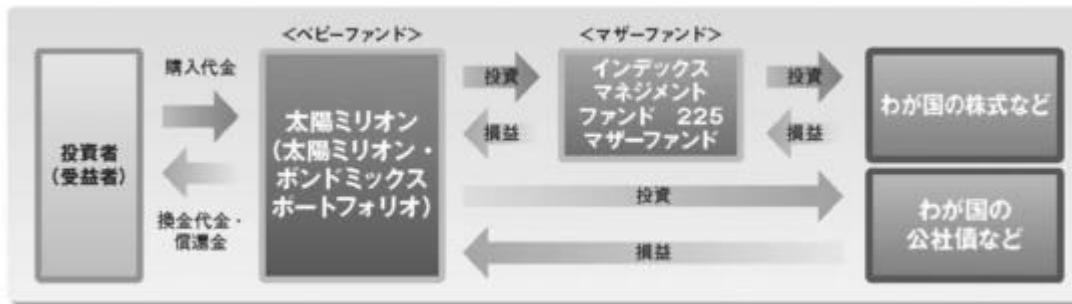 <ベビーファンド>
<マザーファンド>
投資者
(受益者)
購入代金
換金代金・
償還金
太陽ミリオン
(太陽ミリオン・
ボンドミックス
ポートフォリオ)
投資
損益
インデックス
マネジメント
ファンド 225
マザーファンド
投資
損益
わが国の株式など
投資
損益
わが国の
公社債など